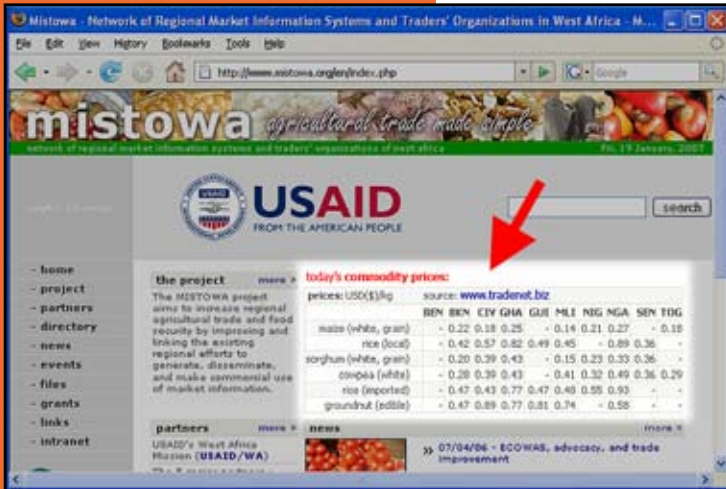 Mistowa - Network of Regional Market Information Systems and Traders' Organizations in West Africa - M...
File Edit View History Bookmarks Tools Help
http://www.mistowa.org/en/index.php
Google
mistowa agricultural trade made simple
network of regional market information systems and traders' organizations of west africa Fri, 19 January, 2007
USAID
FROM THE AMERICAN PEOPLE
search
- home
- project
- partners
- directory
- news
- events
- files
- grants
- links
- intranet
the project more »
The MISTOWA project
aims to increase regional
agricultural trade and food
security by improving and
linking the existing
regional efforts to
generate, disseminate,
and make commercial use
of market information.
partners more »
USAID's West Africa
Mission (USAID/WA)
today's commodity prices:
prices: USD($)/kg source: www.tradenet.biz
BEN BKN CIV GHA GUI MLI NIG NGA SEN TOG
maize (white, grain) - 0.22 0.18 0.25 - 0.14 0.21 0.27 - 0.18
rice (local) - 0.42 0.57 0.82 0.49 0.45 - 0.89 0.36 -
sorghum (white, grain) - 0.20 0.39 0.43 - 0.15 0.23 0.33 0.36 -
cowpea (white) - 0.28 0.39 0.43 - 0.41 0.32 0.49 0.36 0.29
rice (imported) - 0.47 0.43 0.77 0.47 0.48 0.55 0.93 - -
groundnut (edible) - 0.47 0.89 0.77 0.81 0.74 - 0.58 - -
news more »
» 07/04/06 - ECOWAS, advocacy, and trade
improvement